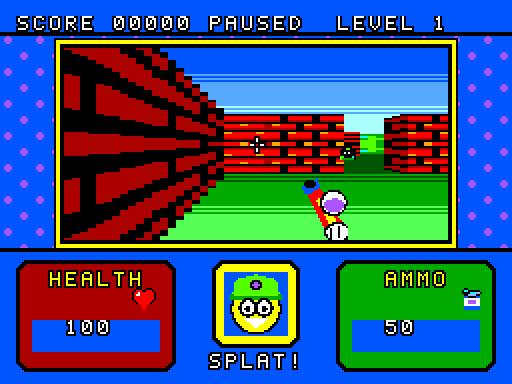 SCORE 00000 PAUSED LEVEL 1
HEALTH
100
AMMO
50
SPLAT!